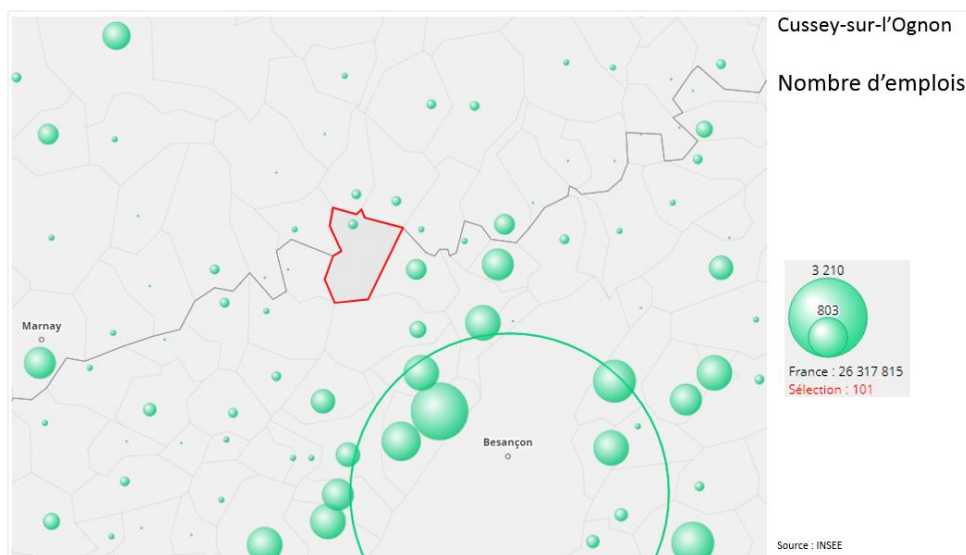 Cussey-sur-l'Ognon
Nombre d'emplois
Marnay
Besançon
3 210
803
France : 26 317 815
Sélection : 101
Source : INSEE